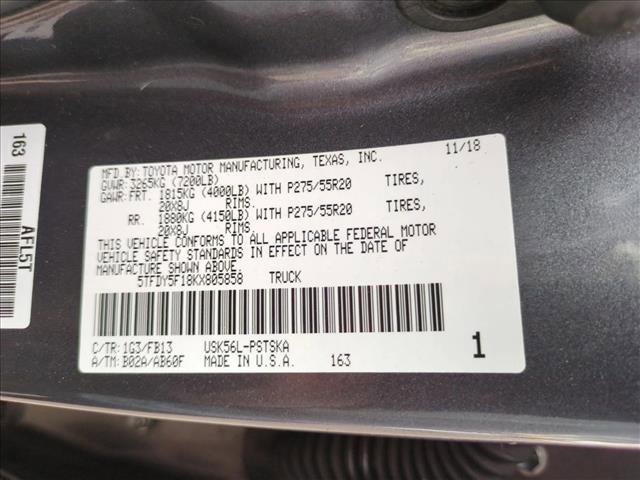 163
AFL5T
MFD BY: TOYOTA MOTOR MANUFACTURING, TEXAS, INC. 11/18
GVWR: 3265KG (7200LB)
GAWR: FRT. 1815KG (4000LB) WITH P275/55R20 TIRES,
20X8J RIMS.
RR. 1880KG (4150LB) WITH P275/55R20 TIRES,
20X8J RIMS.
THIS VEHICLE CONFORMS TO ALL APPLICABLE FEDERAL MOTOR
VEHICLE SAFETY STANDARDS IN EFFECT ON THE DATE OF
MANUFACTURE SHOWN ABOVE.
5TFDY5F18KX805858 TRUCK
C/TR: 1G3/FB13 USK56L-PSTSKA
A/TM: B02A/AB60F MADE IN U.S.A. 163 1